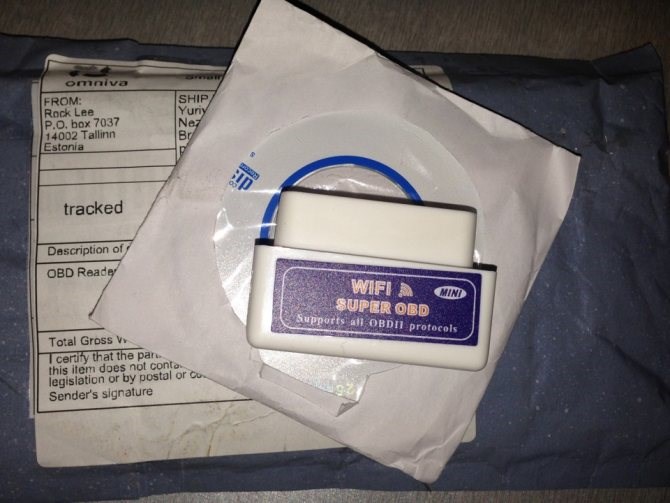 omniva
FROM:
Rock Lee
P.O. box 7037
14002 Tallinn
Estonia
SHIP
Yuriy
tracked
Description of
OBD Reader
Total Gross
I certify that the
this item does not
legislation or by postal or
Sender's signature
WIFI
MINI
SUPER OBD
Supports all OBDII protocols